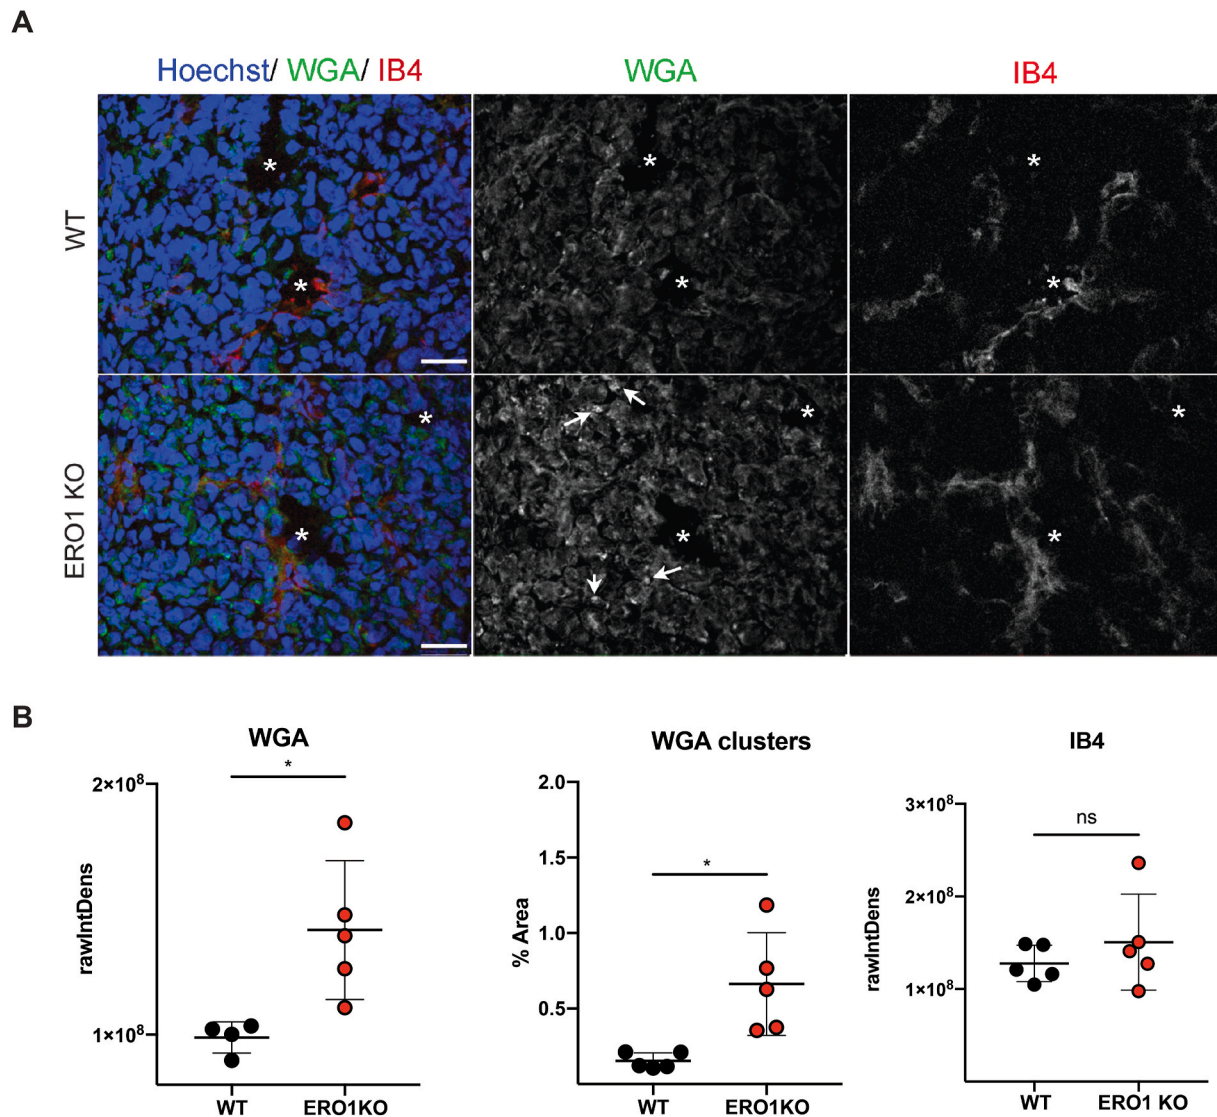 A
Hoechst/ WGA/ IB4
WGA
IB4
WT
*
*
*
*
*
*
ERO1 KO
*
*
*
*
*
*
B
WGA
*
2×10⁸
1×10⁸
rawIntDens
WT
ERO1KO
WGA clusters
*
2.0
1.5
1.0
0.5
% Area
WT
ERO1KO
IB4
ns
3×10⁸
2×10⁸
1×10⁸
rawIntDens
WT
ERO1 KO